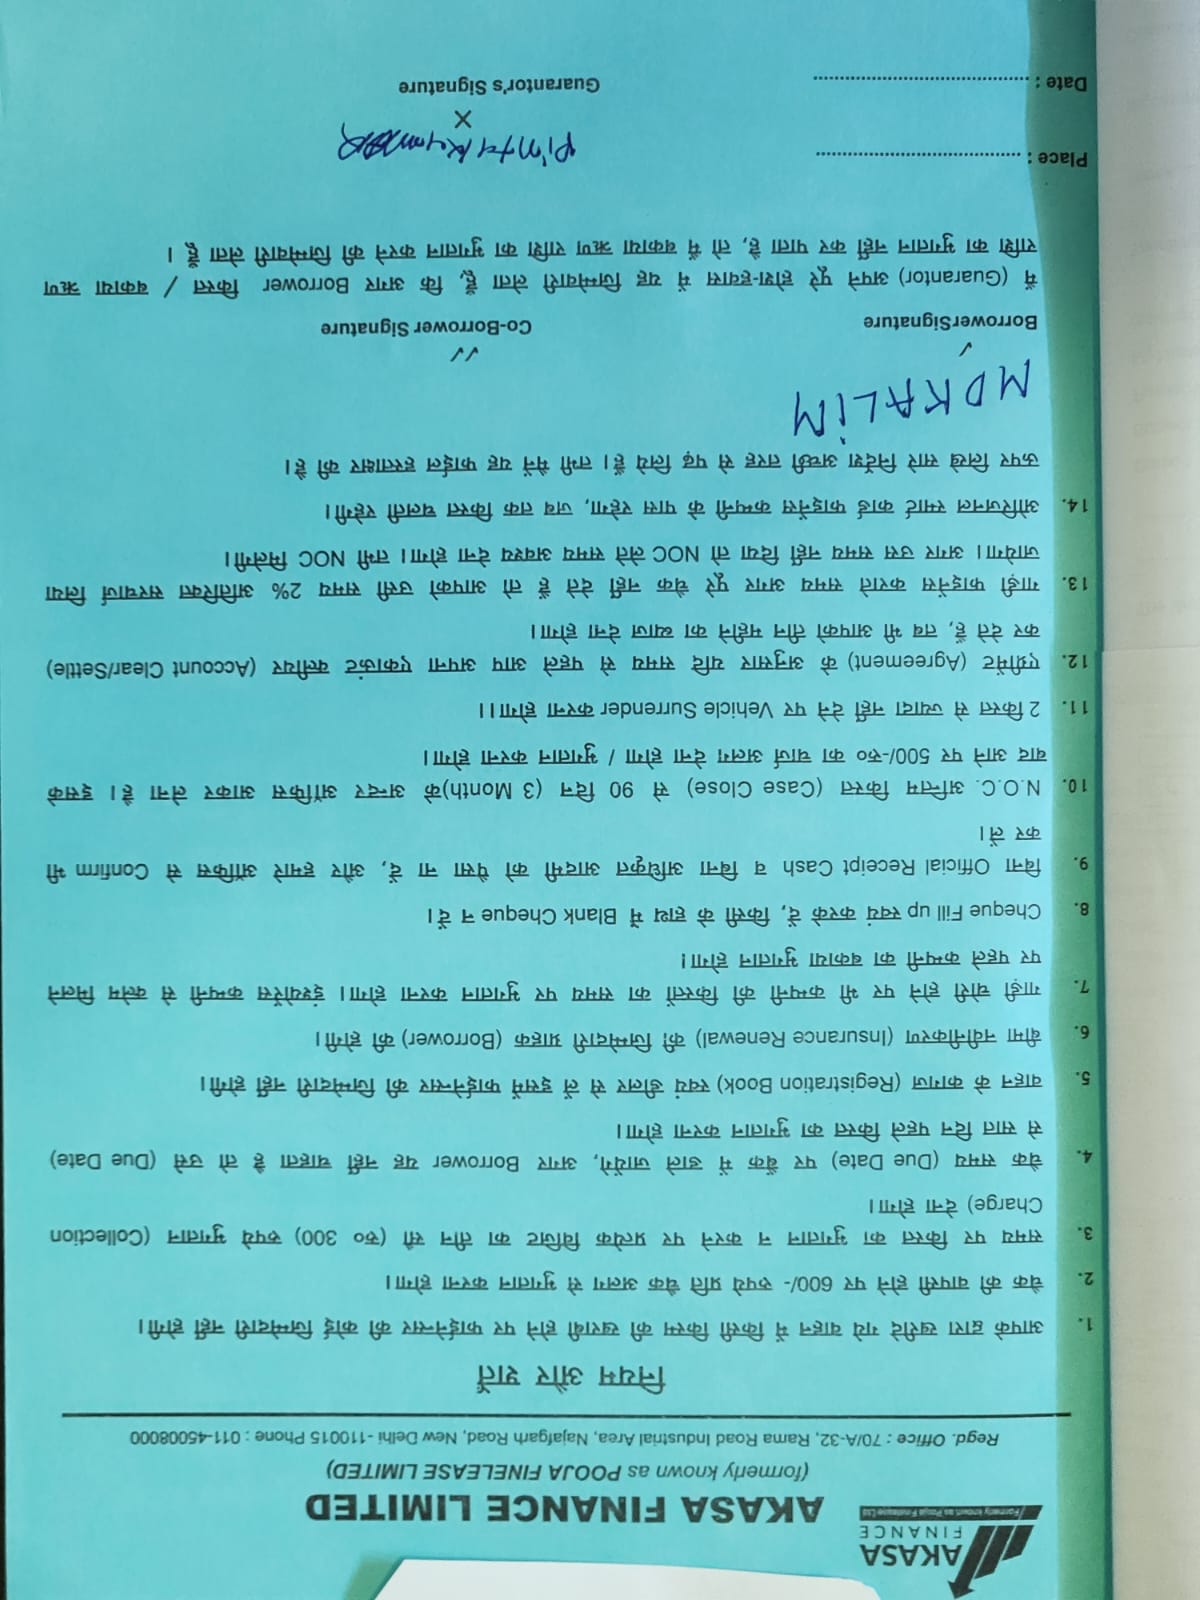 AKASA
FINANCE
Formerly known as Pooja Finelease Ltd
AKASA FINANCE LIMITED
(formerly known as POOJA FINELEASE LIMITED)
Regd. Office : 70/A-32, Rama Road Industrial Area, Najafgarh Road, New Delhi -110015 Phone : 011-45008000
नियम और शर्तें
1. आपके द्वारा खरीदे गये वाहन में किसी किस्म की खराबी होने पर फाईनेन्सर की कोई जिम्मेदारी नहीं होगी।
2. चैक की वापसी होने पर 600/- रुपये प्रति चैक अलग से भुगतान करना होगा।
3. समय पर किस्त का भुगतान न करने पर प्रत्येक विजिट का तीन सौ (रु० 300) रुपये भुगतान (Collection
Charge) देना होगा।
4. चैक समय (Due Date) पर बैंक में डाले जायेंगे, अगर Borrower यह नहीं चाहता है तो उसे (Due Date)
से सात दिन पहले किस्त का भुगतान करना होगा।
5. वाहन के कागज (Registration Book) स्वयं डीलर से लें इसमें फाईनेन्सर की जिम्मेदारी नहीं होगी।
6. बीमा नवीनीकरण (Insurance Renewal) की जिम्मेदारी ग्राहक (Borrower) की होगी।
7. गाड़ी चोरी होने पर भी कम्पनी की किस्तों का समय पर भुगतान करना होगा। इंश्योरेंस कम्पनी से क्लेम मिलने
पर पहले कम्पनी का बकाया भुगतान होगा!
8. Cheque Fill up स्वयं करके दें, किसी के हाथ में Blank Cheque न दें।
9. बिना Official Receipt Cash व बिना अधिकृत आदमी को पैसा ना दें, और हमारे ऑफिस से Confirm भी
कर लें।
10. N.O.C. अन्तिम किस्त (Case Close) से 90 दिन (3 Month)के अन्दर ऑफिस आकर लेना है। इसके
बाद आने पर 500/-रु० का चार्ज अलग देना होगा / भुगतान करना होगा।
11. 2 किस्त से ज्यादा नहीं देने पर Vehicle Surrender करना होगा।।
12. एग्रीमेंट (Agreement) के अनुसार यदि समय से पहले आप अपना एकाऊंट क्लीयर (Account Clear/Settle)
कर देते हैं, तब भी आपको तीन महीने का ब्याज देना होगा।
13. गाड़ी फाइनेंस कराते समय अगर पूरे चैक नहीं देते हैं तो आपको उसी समय 2% अतिरिक्त सरचार्ज लिया
जायेगा। अगर उस समय नहीं दिया तो NOC लेते समय अवश्य देना होगा। तभी NOC मिलेगी।
14. ओरिजनल स्मार्ट कार्ड फाइनेंस कम्पनी के पास रहेगा, जब तक किस्त चलती रहेगी।
ऊपर लिखे सारे निर्देश अच्छी तरह से पढ़ लिये हैं। तभी मैनें यह फाईल हस्ताक्षर की है।
MD KALIM
✓ ✓✓
Borrower Signature Co-Borrower Signature
मैं (Guarantor) अपने पूरे होश-हवास में यह जिम्मेवारी लेता हूँ, कि अगर Borrower किस्त / बकाया ऋण
राशि का भुगतान नहीं कर पाता है, तो मैं बकाया ऋण राशि का भुगतान करने की जिम्मेवारी लेता हूँ ।
Place : ......................................
Pintu Kumar
X
Date : ........................................ Guarantor's Signature